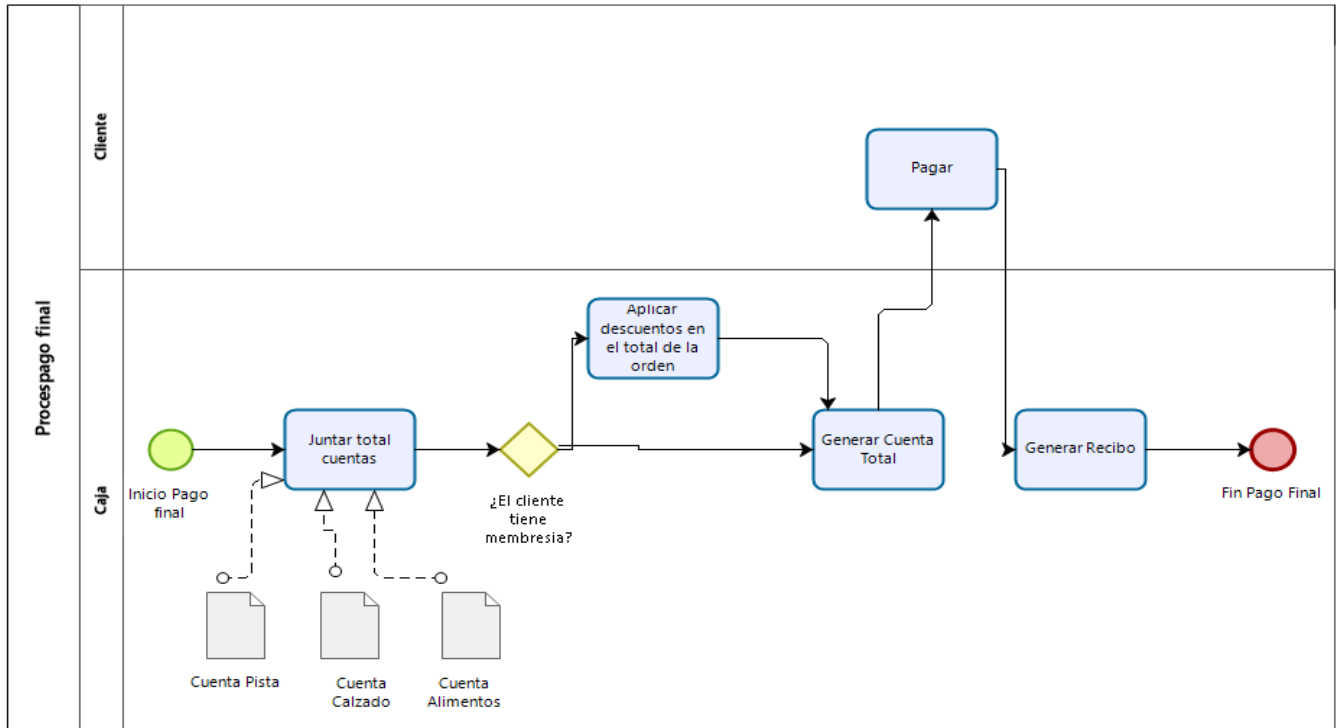 Procespago final
Cliente
Pagar
Caja
Aplicar
descuentos en
el total de la
orden
Inicio Pago
final
Juntar total
cuentas
¿El cliente
tiene
membresia?
Generar Cuenta
Total
Generar Recibo
Fin Pago Final
Cuenta Pista
Cuenta
Calzado
Cuenta
Alimentos